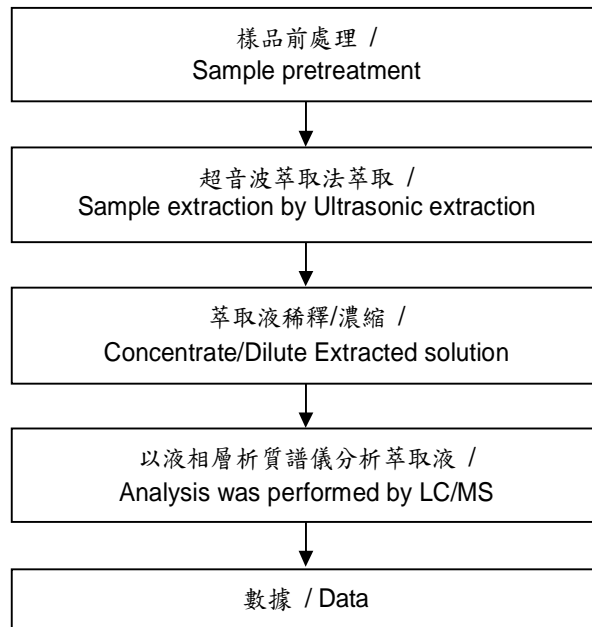 樣品前處理 /
Sample pretreatment
超音波萃取法萃取 /
Sample extraction by Ultrasonic extraction
萃取液稀釋/濃縮 /
Concentrate/Dilute Extracted solution
以液相層析質譜儀分析萃取液 /
Analysis was performed by LC/MS
數據 / Data